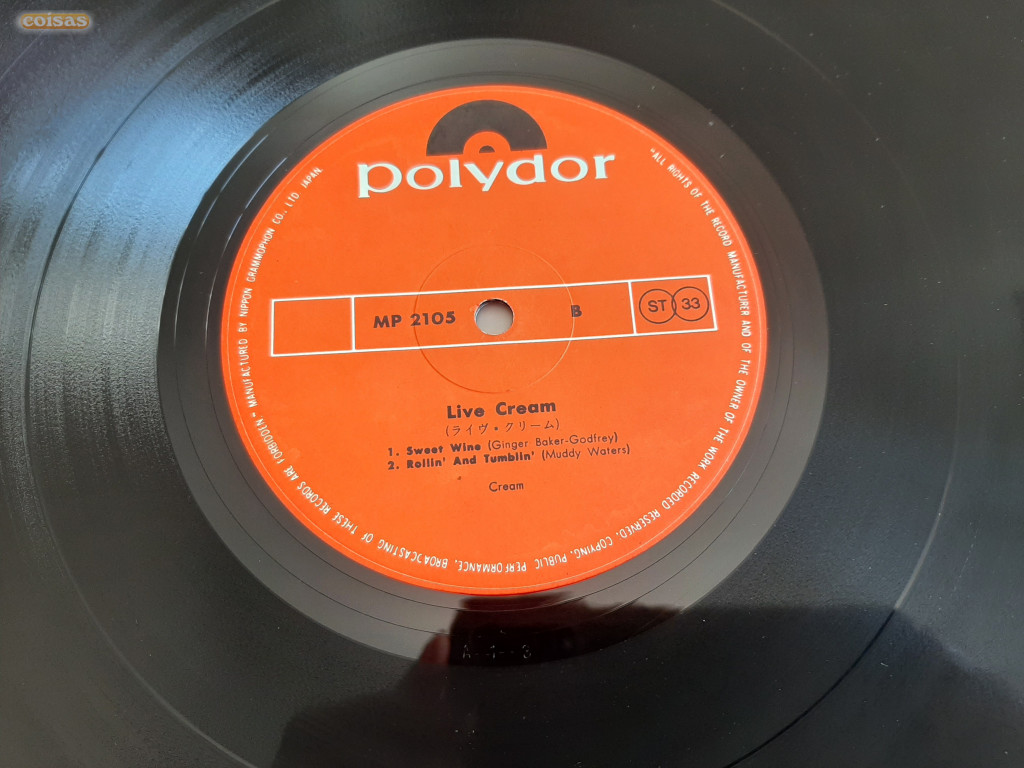 coisas
polydor
MP 2105
B
ST 33
Live Cream
(ライヴ・クリーム)
1. Sweet Wine (Ginger Baker-Godfrey)
2. Rollin' And Tumblin' (Muddy Waters)
Cream
"ALL RIGHTS OF THE RECORD MANUFACTURER AND OF THE OWNER OF THE WORK RECORDED RESERVED. COPYING, PUBLIC PERFORMANCE, BROADCASTING OF THESE RECORDS ARE FORBIDDEN" MANUFACTURED BY NIPPON GRAMMOPHON CO., LTD. JAPAN.